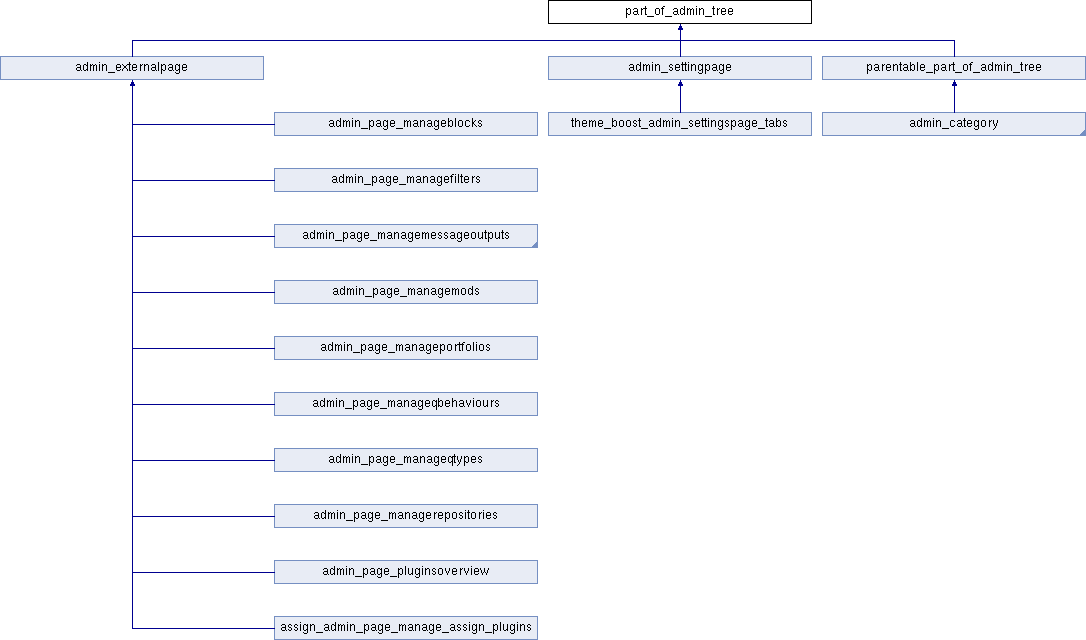 part_of_admin_tree
admin_externalpage
admin_settingpage
parentable_part_of_admin_tree
admin_page_manageblocks
theme_boost_admin_settingspage_tabs
admin_category
admin_page_managefilters
admin_page_managemessageoutputs
admin_page_managemods
admin_page_manageportfolios
admin_page_manageqbehaviours
admin_page_manageqtypes
admin_page_managerepositories
admin_page_pluginsoverview
assign_admin_page_manage_assign_plugins